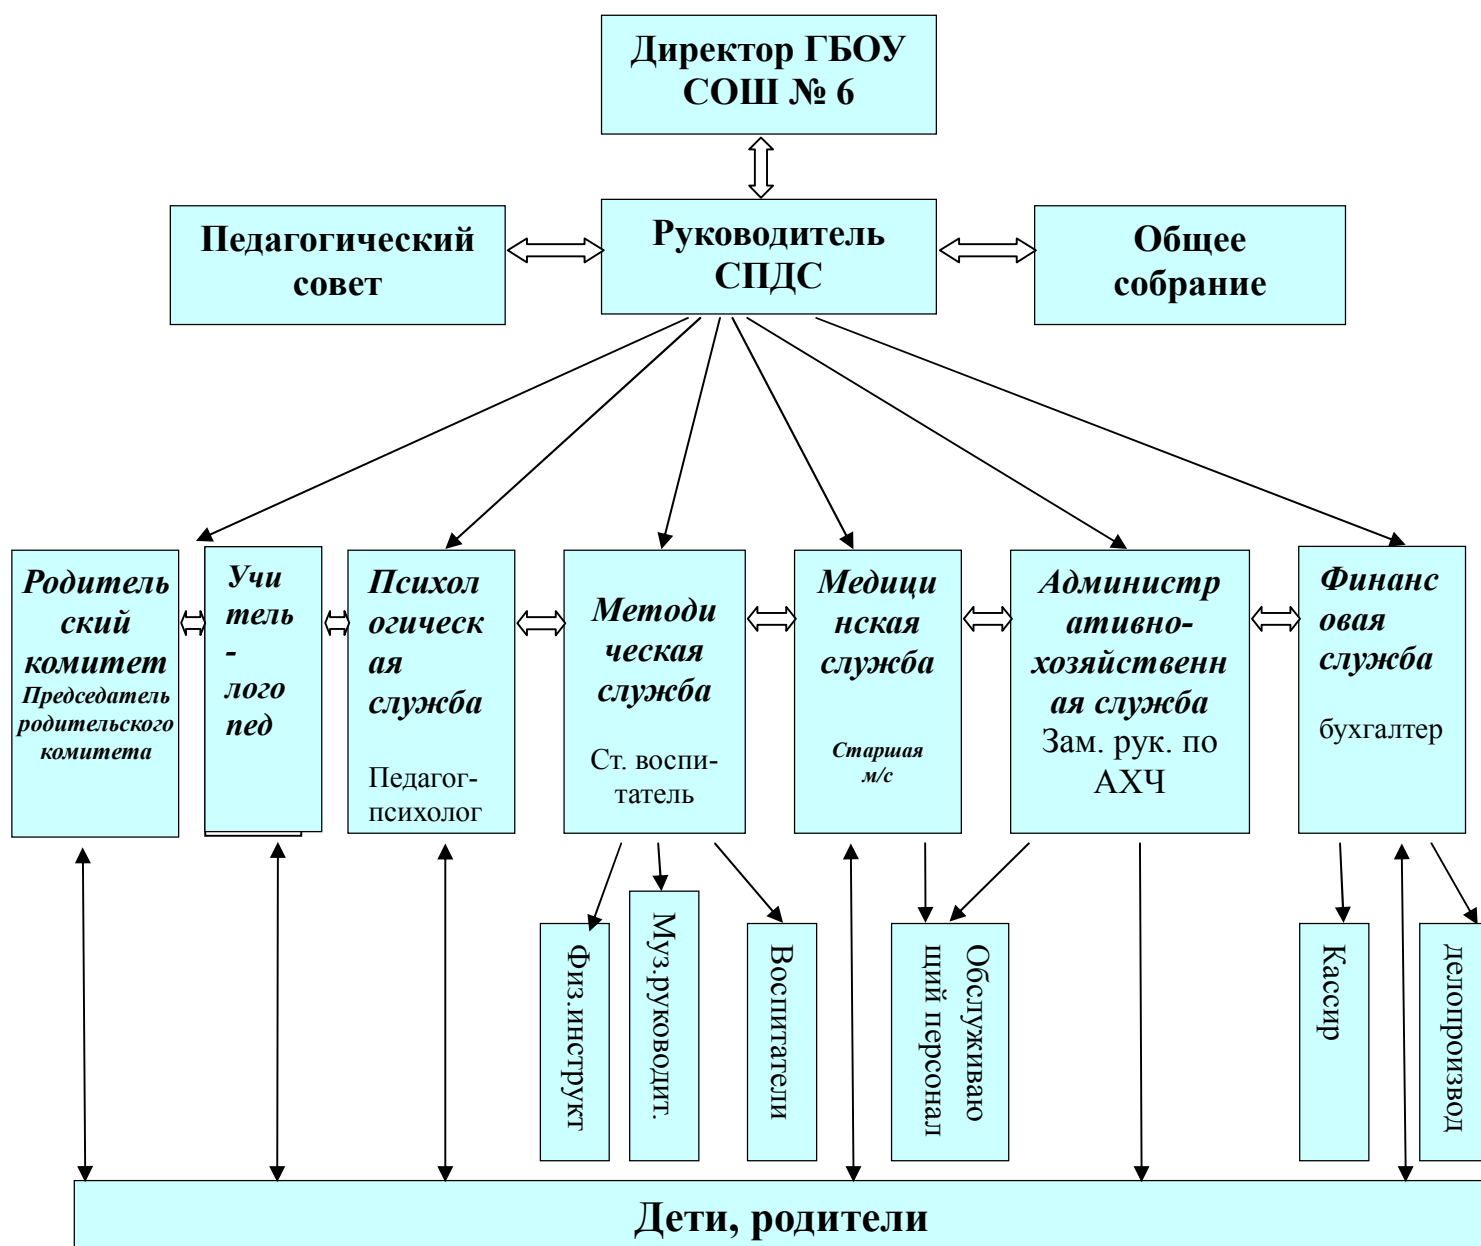 Директор ГБОУ
СОШ № 6
Педагогический
совет
Руководитель
СПДС
Общее
собрание
Родитель
ский
комитет
Председатель
родительского
комитета
Учи
тель
-
лого
пед
Психол
огическ
ая
служба
Педагог-
психолог
Методи
ческая
служба
Ст. воспи-
татель
Медици
нская
служба
Старшая
м/с
Администр
ативно-
хозяйственн
ая служба
Зам. рук. по
АХЧ
Финанс
овая
служба
бухгалтер
Физ.инструкт
Муз.руководит.
Воспитатели
Обслуживаю
щий персонал
Кассир
делопроизвод
Дети, родители